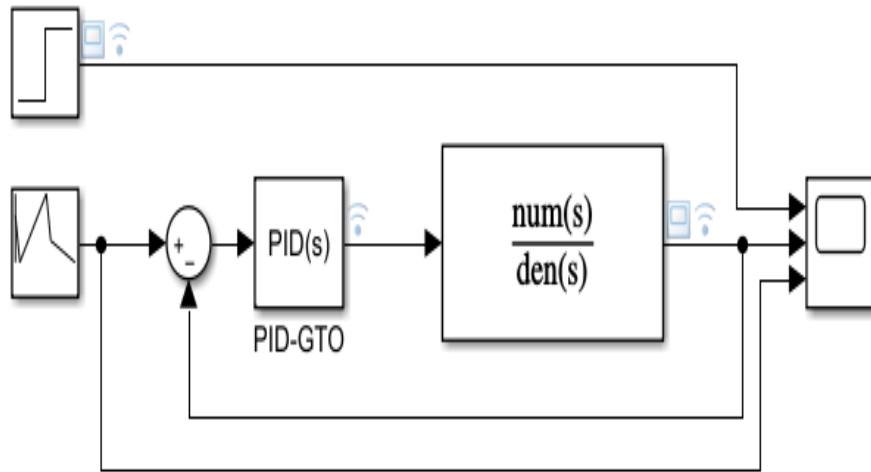 +
−
PID(s)
PID-GTO
num(s)
den(s)